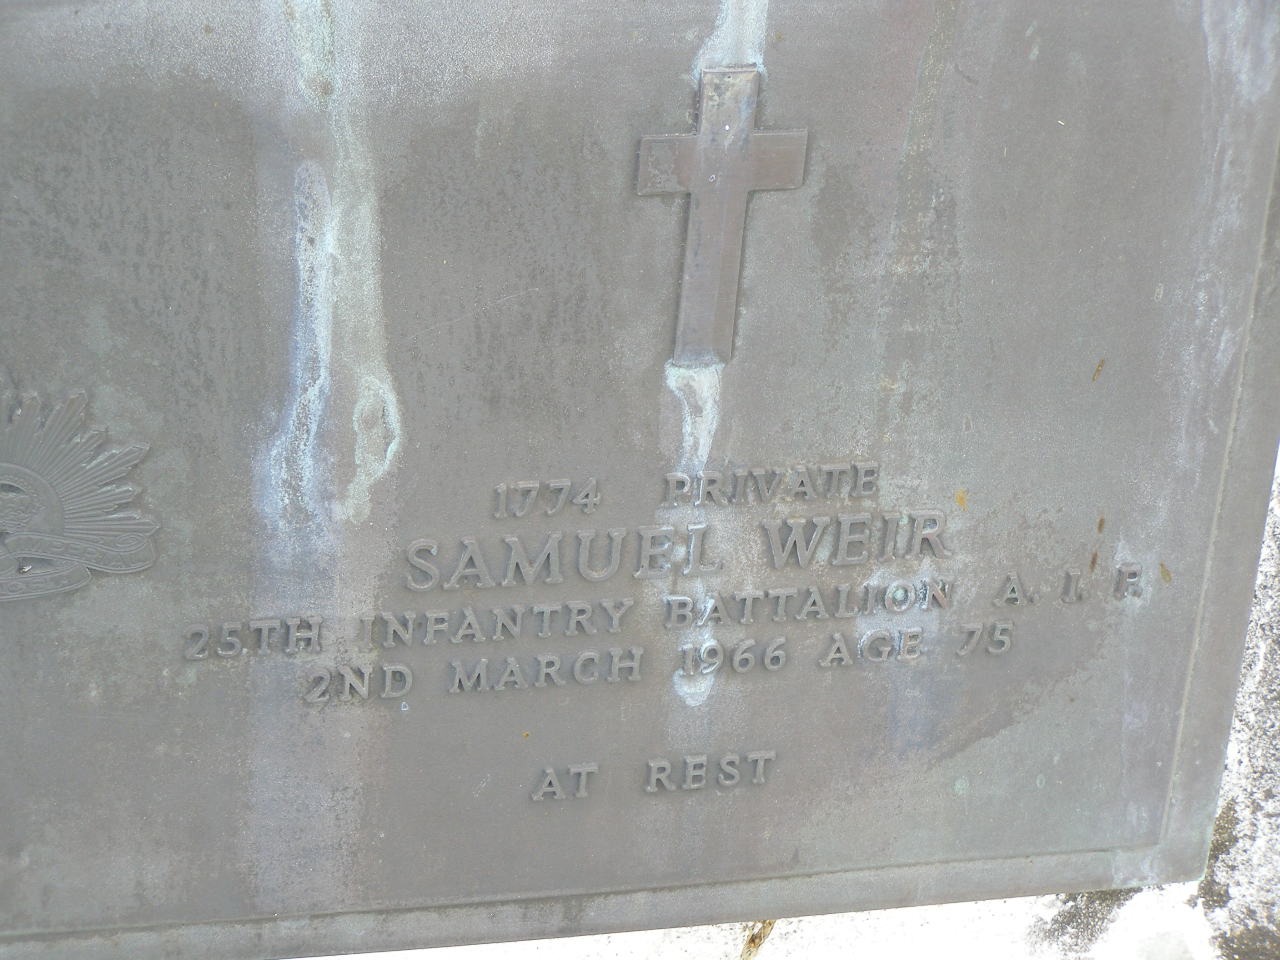 1774 PRIVATE
SAMUEL WEIR
25TH INFANTRY BATTALION A. I. F.
2ND MARCH 1966 AGE 75
AT REST